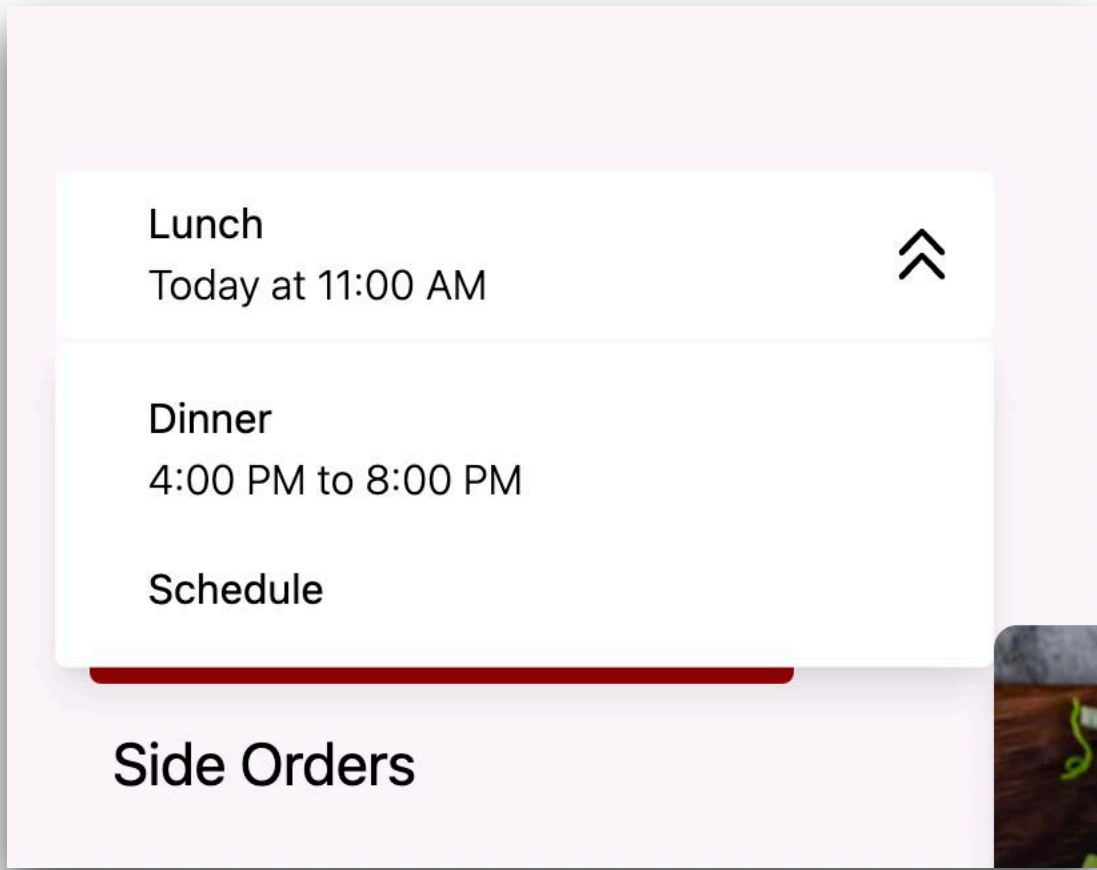 Lunch
Today at 11:00 AM
Dinner
4:00 PM to 8:00 PM
Schedule
Side Orders